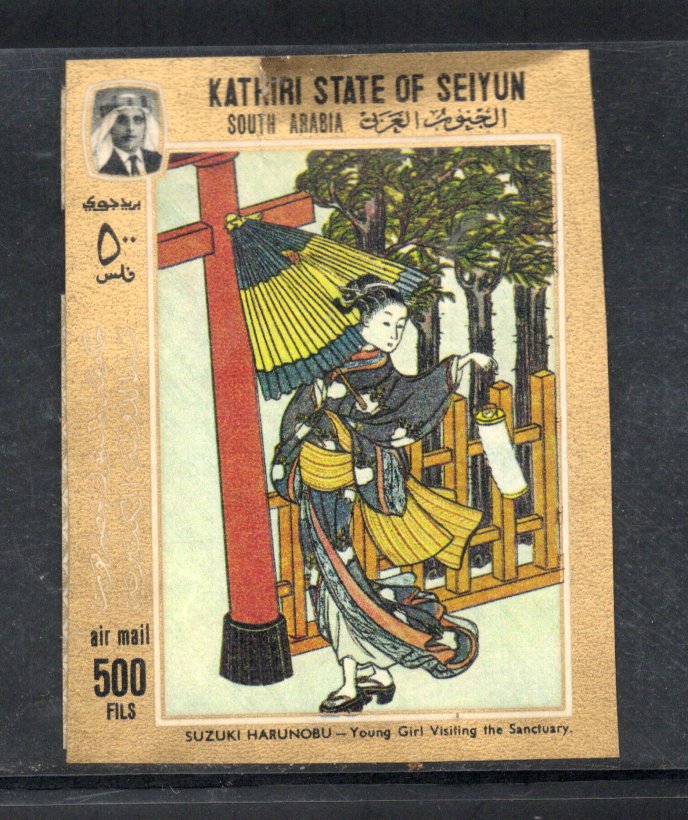 KATHIRI STATE OF SEIYUN
SOUTH ARABIA الجنوب العربي
بريد جوي
٥٠٠
فلس
air mail
500
FILS
SUZUKI HARUNOBU — Young Girl Visiting the Sanctuary.